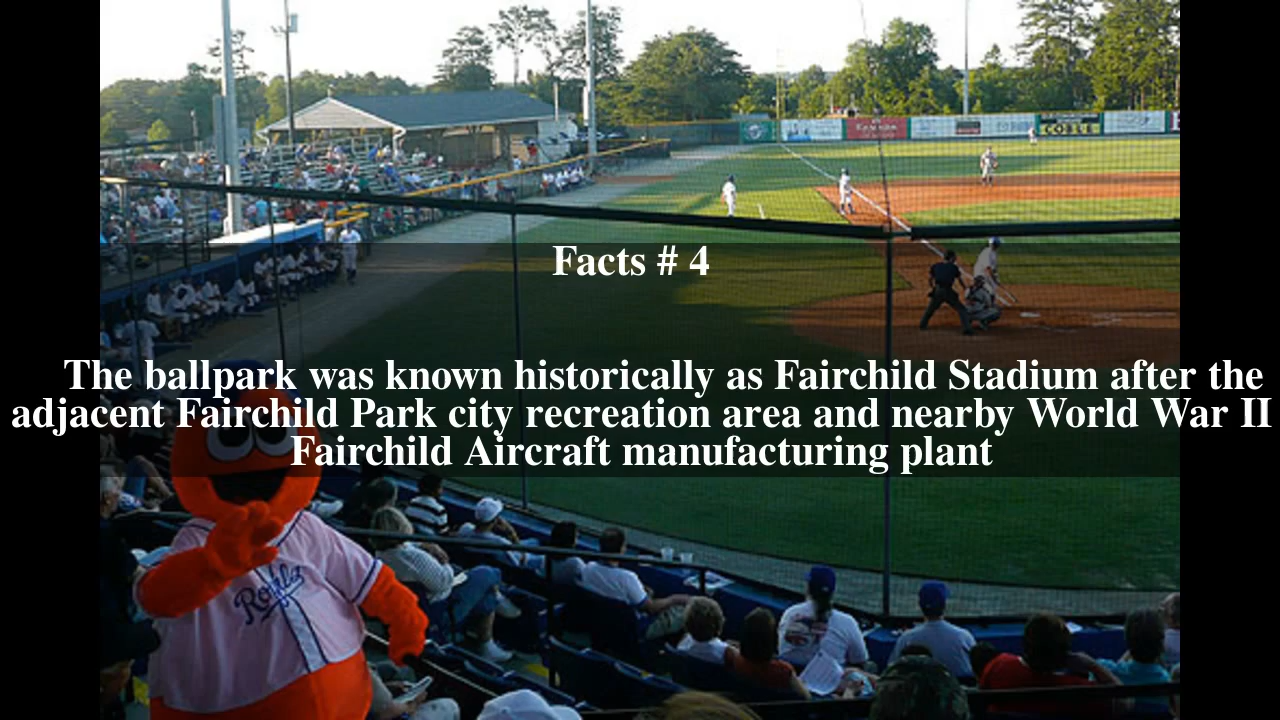 Facts # 4
The ballpark was known historically as Fairchild Stadium after the
adjacent Fairchild Park city recreation area and nearby World War II
Fairchild Aircraft manufacturing plant